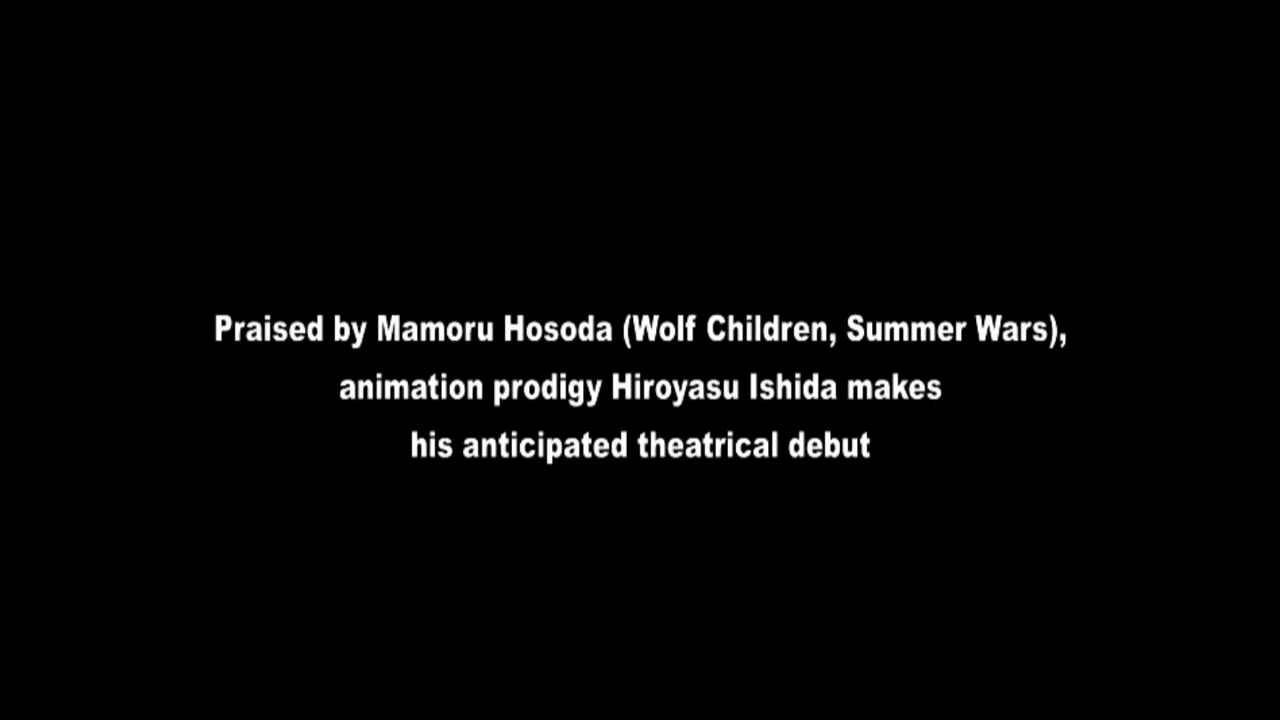 Praised by Mamoru Hosoda (Wolf Children, Summer Wars),
animation prodigy Hiroyasu Ishida makes
his anticipated theatrical debut